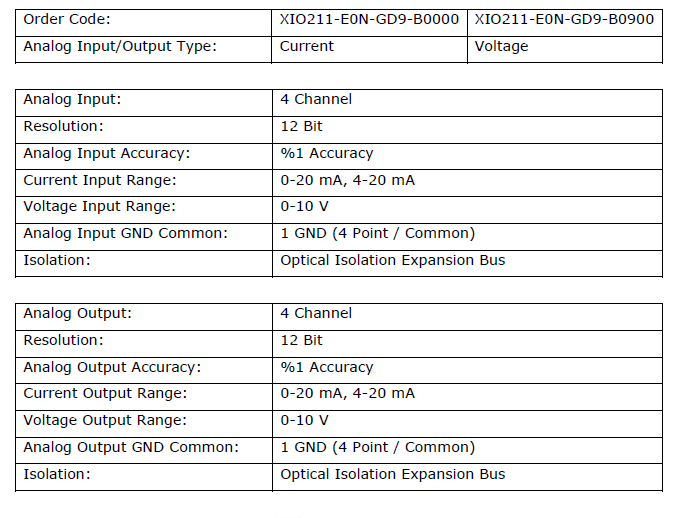 Order Code: XIO211-E0N-GD9-B0000 XIO211-E0N-GD9-B0900
Analog Input/Output Type: Current Voltage
Analog Input: 4 Channel
Resolution: 12 Bit
Analog Input Accuracy: %1 Accuracy
Current Input Range: 0-20 mA, 4-20 mA
Voltage Input Range: 0-10 V
Analog Input GND Common: 1 GND (4 Point / Common)
Isolation: Optical Isolation Expansion Bus
Analog Output: 4 Channel
Resolution: 12 Bit
Analog Output Accuracy: %1 Accuracy
Current Output Range: 0-20 mA, 4-20 mA
Voltage Output Range: 0-10 V
Analog Output GND Common: 1 GND (4 Point / Common)
Isolation: Optical Isolation Expansion Bus